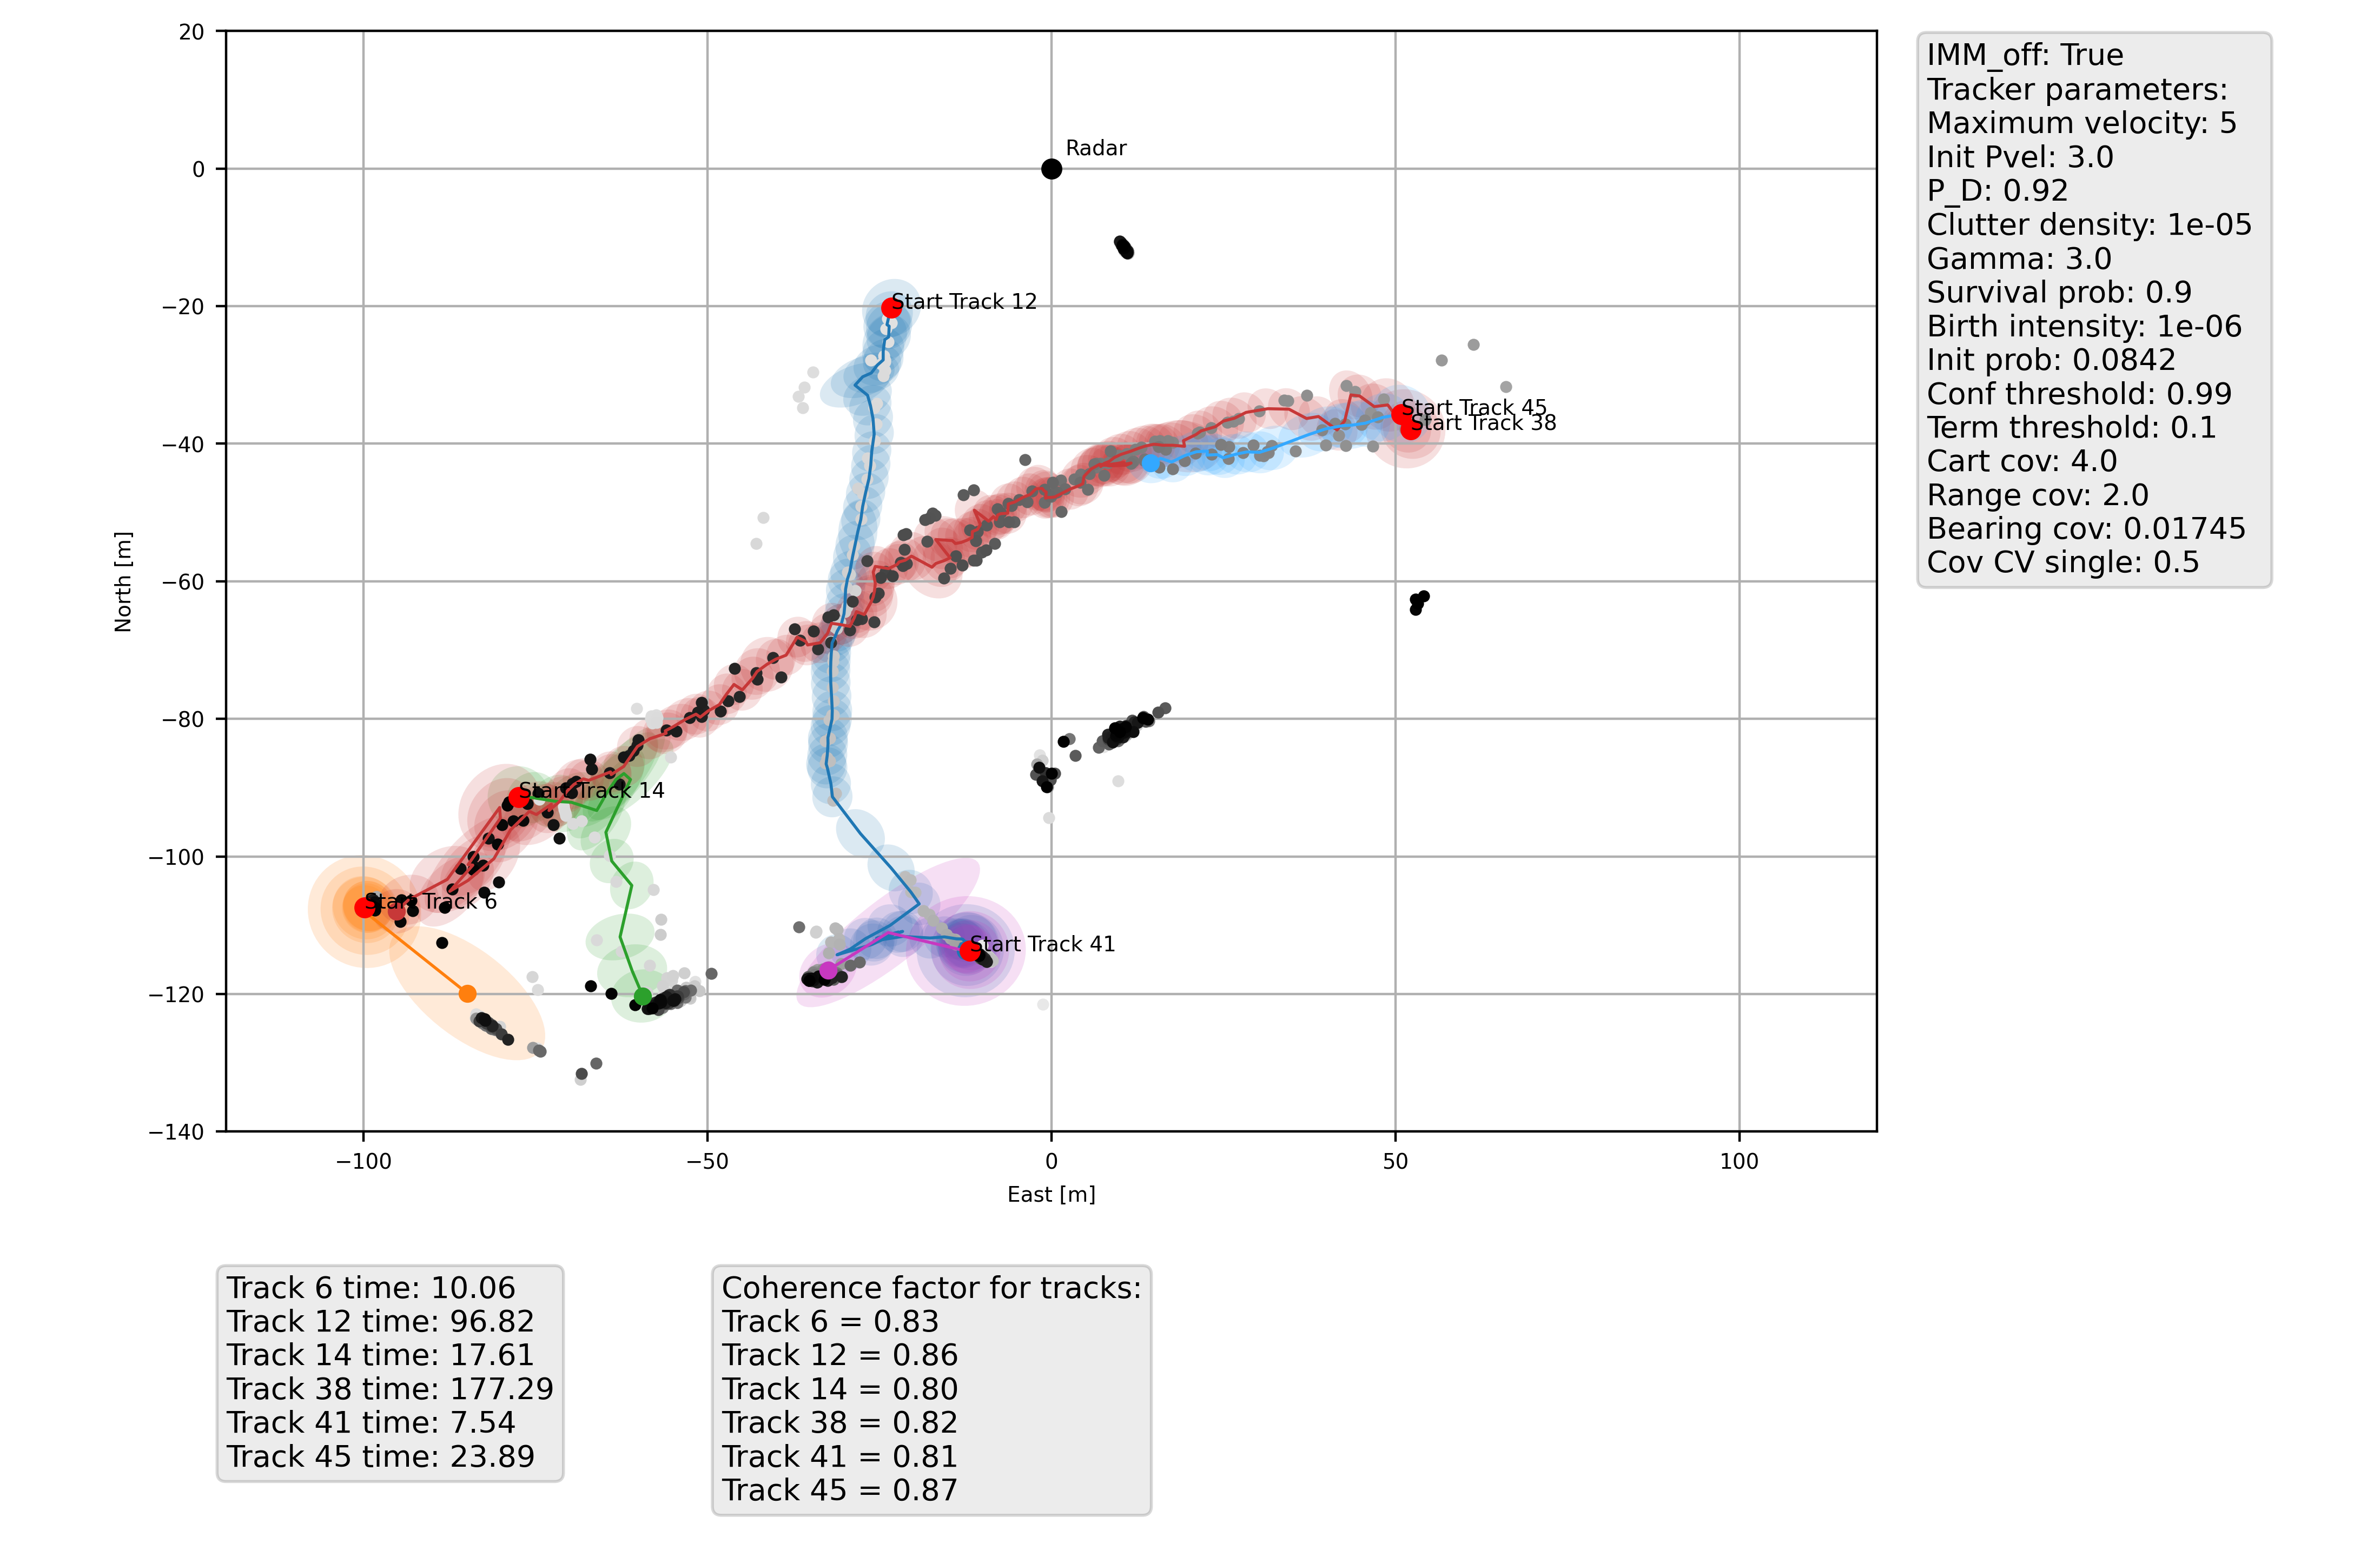 20
0
−20
−40
−60
−80
−100
−120
−140
−100
−50
0
50
100
North [m]
East [m]
Radar
Start Track 12
Start Track 45
Start Track 38
Start Track 14
Start Track 6
Start Track 41
IMM_off: True
Tracker parameters:
Maximum velocity: 5
Init Pvel: 3.0
P_D: 0.92
Clutter density: 1e-05
Gamma: 3.0
Survival prob: 0.9
Birth intensity: 1e-06
Init prob: 0.0842
Conf threshold: 0.99
Term threshold: 0.1
Cart cov: 4.0
Range cov: 2.0
Bearing cov: 0.01745
Cov CV single: 0.5
Track 6 time: 10.06
Track 12 time: 96.82
Track 14 time: 17.61
Track 38 time: 177.29
Track 41 time: 7.54
Track 45 time: 23.89
Coherence factor for tracks:
Track 6 = 0.83
Track 12 = 0.86
Track 14 = 0.80
Track 38 = 0.82
Track 41 = 0.81
Track 45 = 0.87